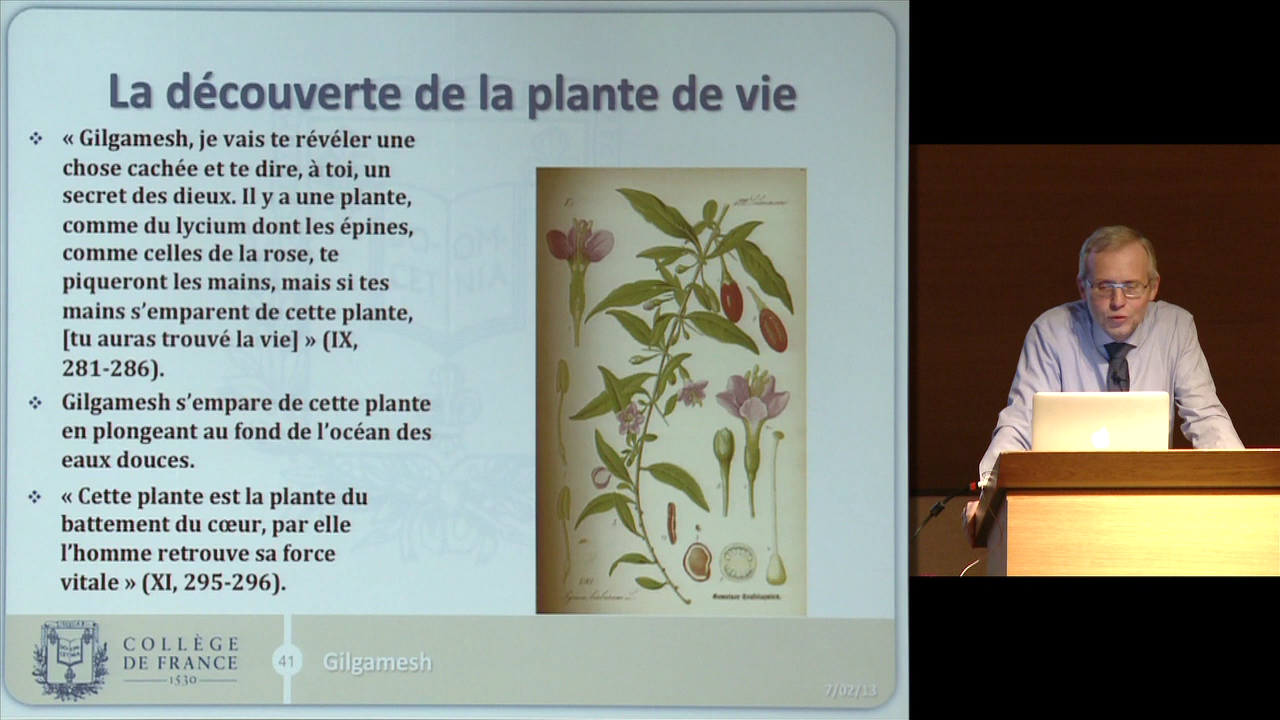 La découverte de la plante de vie
« Gilgamesh, je vais te révéler une
chose cachée et te dire, à toi, un
secret des dieux. Il y a une plante,
comme du lycium dont les épines,
comme celles de la rose, te
piqueront les mains, mais si tes
mains s’emparent de cette plante,
[tu auras trouvé la vie] » (IX,
281-286).
Gilgamesh s’empare de cette plante
en plongeant au fond de l’océan des
eaux douces.
« Cette plante est la plante du
battement du cœur, par elle
l’homme retrouve sa force
vitale » (XI, 295-296).
COLLÈGE
DE FRANCE
1530
41
Gilgamesh
7/02/13